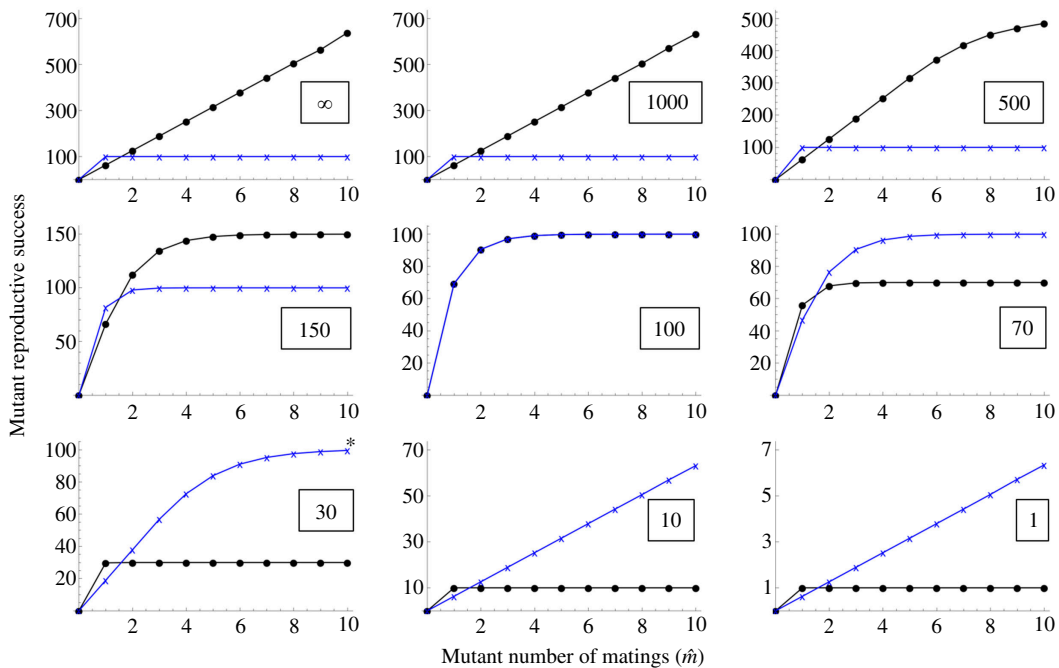 700 700 500
500 500 400
300 300 300
200
100 100 100
∞ 1000 500
2 4 6 8 10 2 4 6 8 10 2 4 6 8 10
Mutant reproductive success
150 100 100
100 80 80
60 60
50 40 40
20 20
150 100 70
2 4 6 8 10 2 4 6 8 10 2 4 6 8 10
100 70 7
80 50 5
60 30 3
40
20 10 1
*
30 10 1
2 4 6 8 10 2 4 6 8 10 2 4 6 8 10
Mutant number of matings (m̂)